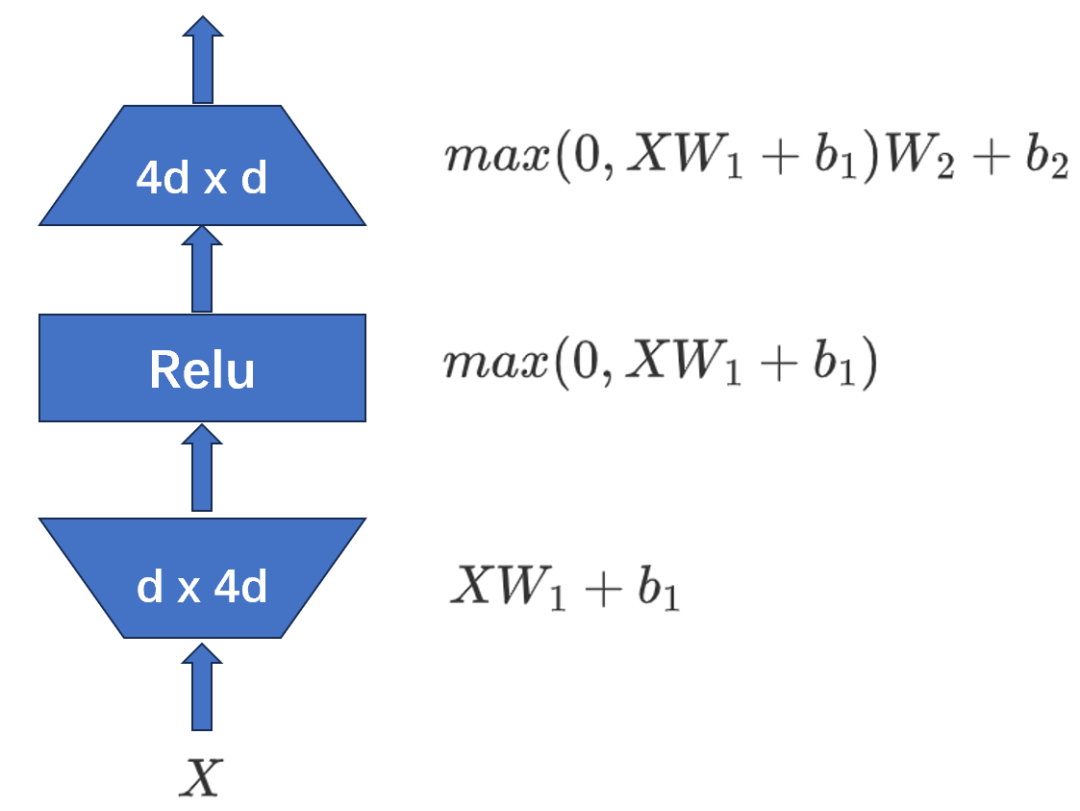 4d x d
max(0, XW₁ + b₁)W₂ + b₂
Relu
max(0, XW₁ + b₁)
d x 4d
XW₁ + b₁
X